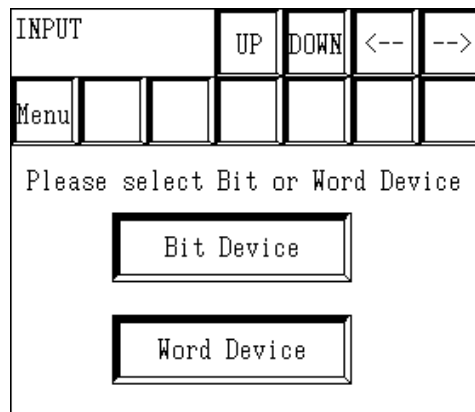 INPUT UP DOWN <-- -->
Menu
Please select Bit or Word Device
Bit Device
Word Device